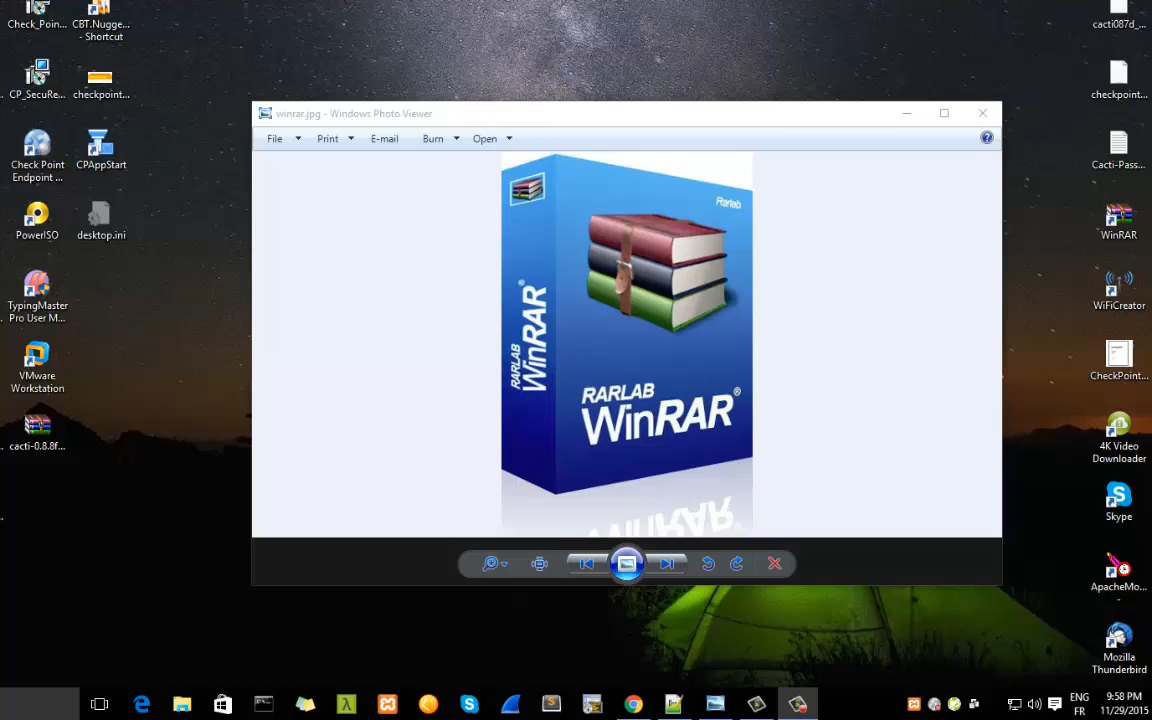 Check_Poin...
CBT.Nugge...
- Shortcut
CP_SecuRe...
checkpoint...
Check Point
Endpoint ...
CPAppStart
PowerISO
desktop.ini
TypingMaster
Pro User M...
VMware
Workstation
cacti-0.8.8f...
winrar.jpg - Windows Photo Viewer
File
Print
E-mail
Burn
Open
Rarlab
RARLAB
WinRAR®
RARLAB
WinRAR®
WinRAR
cacti087d_...
checkpoint...
Cacti-Pass...
WinRAR
WiFiCreator
CheckPoint...
4K Video
Downloader
Skype
ApacheMo...
Mozilla
Thunderbird
ENG
FR
9:58 PM
11/29/2015